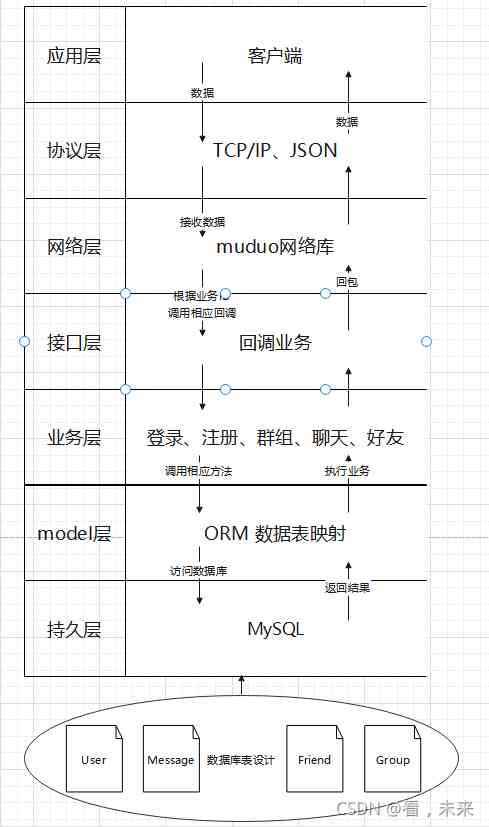 应用层
客户端
数据
数据
协议层
TCP/IP、JSON
接收数据
网络层
muduo网络库
回包
根据业务
调用相应回调
接口层
回调业务
业务层
登录、注册、群组、聊天、好友
调用相应方法
执行业务
model层
ORM 数据表映射
访问数据库
返回结果
持久层
MySQL
User
Message
数据库表设计
Friend
Group
CSDN @看，未来